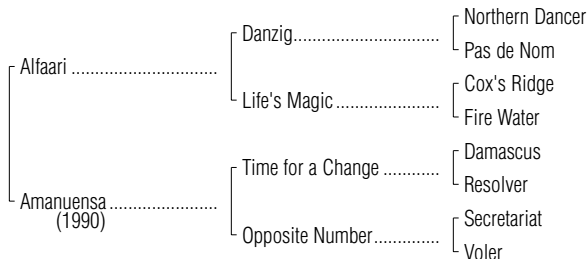 Northern Dancer
Danzig..................................
Pas de Nom
Alfaari ..................................
Cox's Ridge
Life's Magic ........................
Fire Water
Damascus
Time for a Change .............
Resolver
Amanuensa .........................
(1990)
Secretariat
Opposite Number...............
Voler